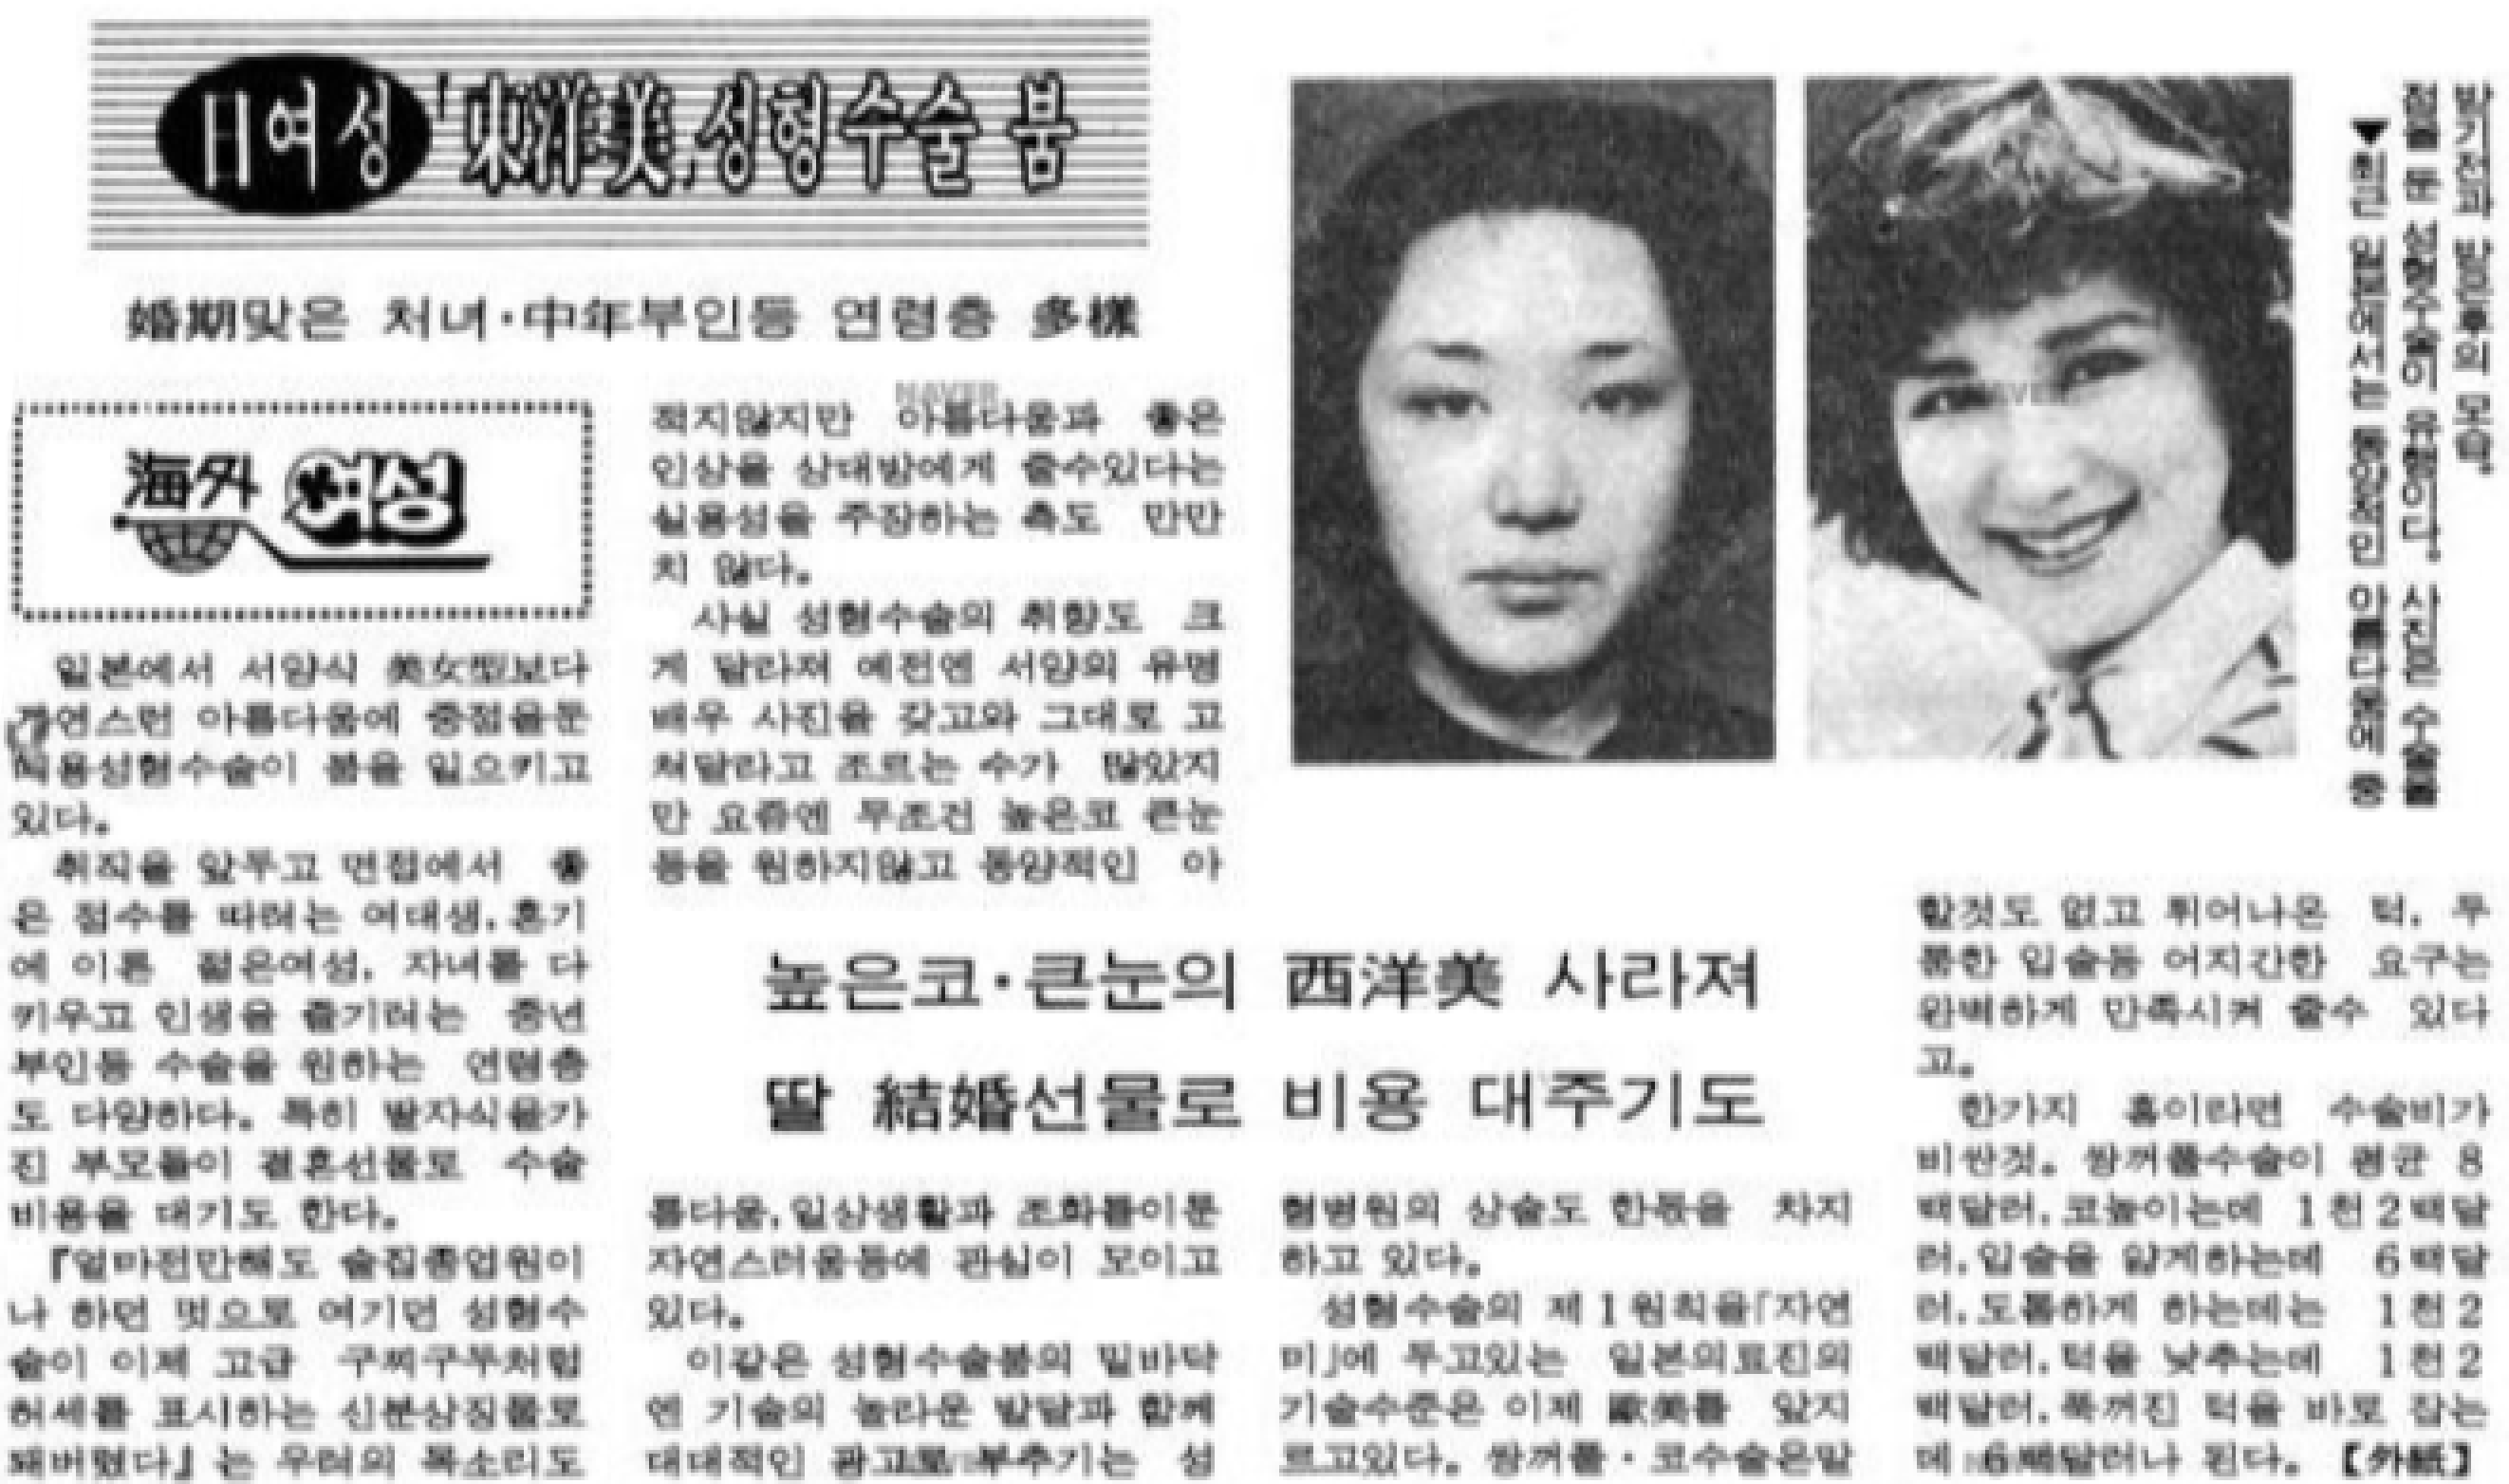 日여성「東洋美」성형수술 붐
婚期맞은 처녀·中年부인등 연령층 多樣
海外 여성
일본에서 서양식 美女型보다
자연스런 아름다움에 중점을둔
미용성형수술이 붐을 일으키고
있다。
취직을 앞두고 면접에서 좋
은 점수를 따려는 여대생, 혼기
에 이른 젊은여성, 자녀를 다
키우고 인생을 즐기려는 중년
부인등 수술을 원하는 연령층
도 다양하다。특히 딸자식을가
진 부모들이 결혼선물로 수술
비용을 대기도 한다。
『얼마전만해도 술집종업원이
나 하던 멋으로 여기던 성형수
술이 이제 고급 구찌구두처럼
허세를 표시하는 신분상징물로
돼버렸다』는 우려의 목소리도
적지않지만 아름다움과 좋은
인상을 상대방에게 줄수있다는
실용성을 주장하는 측도 만만
치 않다。
사실 성형수술의 취향도 크
게 달라져 예전엔 서양의 유명
배우 사진을 갖고와 그대로 고
쳐달라고 조르는 수가 많았지
만 요즘엔 무조건 높은코 큰눈
등을 원하지않고 동양적인 아
높은코·큰눈의 西洋美 사라져
딸 結婚선물로 비용 대주기도
름다움, 일상생활과 조화를이룬
자연스러움등에 관심이 모이고
있다。
이같은 성형수술붐의 밑바닥
엔 기술의 놀라운 발달과 함께
대대적인 광고로 부추기는 성
형병원의 상술도 한몫을 차지
하고 있다。
성형수술의 제1원칙을「자연
미」에 두고있는 일본의료진의
기술수준은 이제 歐美를 앞지
르고있다。쌍꺼풀·코수술은말
할것도 없고 튀어나온 턱, 두
툼한 입술등 어지간한 요구는
완벽하게 만족시켜 줄수 있다
고。
한가지 흠이라면 수술비가
비싼것。쌍꺼풀수술이 평균 8
백달러, 코높이는데 1천2백달
러, 입술을 얇게하는데 6백달
러, 도톰하게 하는데는 1천2
백달러, 턱을 낮추는데 1천2
백달러, 쭉꺼진 턱을 바로 잡는
데 6백달러나 된다。【外紙】
▼최근 일본에서는 동양적인 아름다움에 중
점을 둔 성형수술이 유행이다。사진은 수술을
받기전과 받은후의 모습。
NAVER